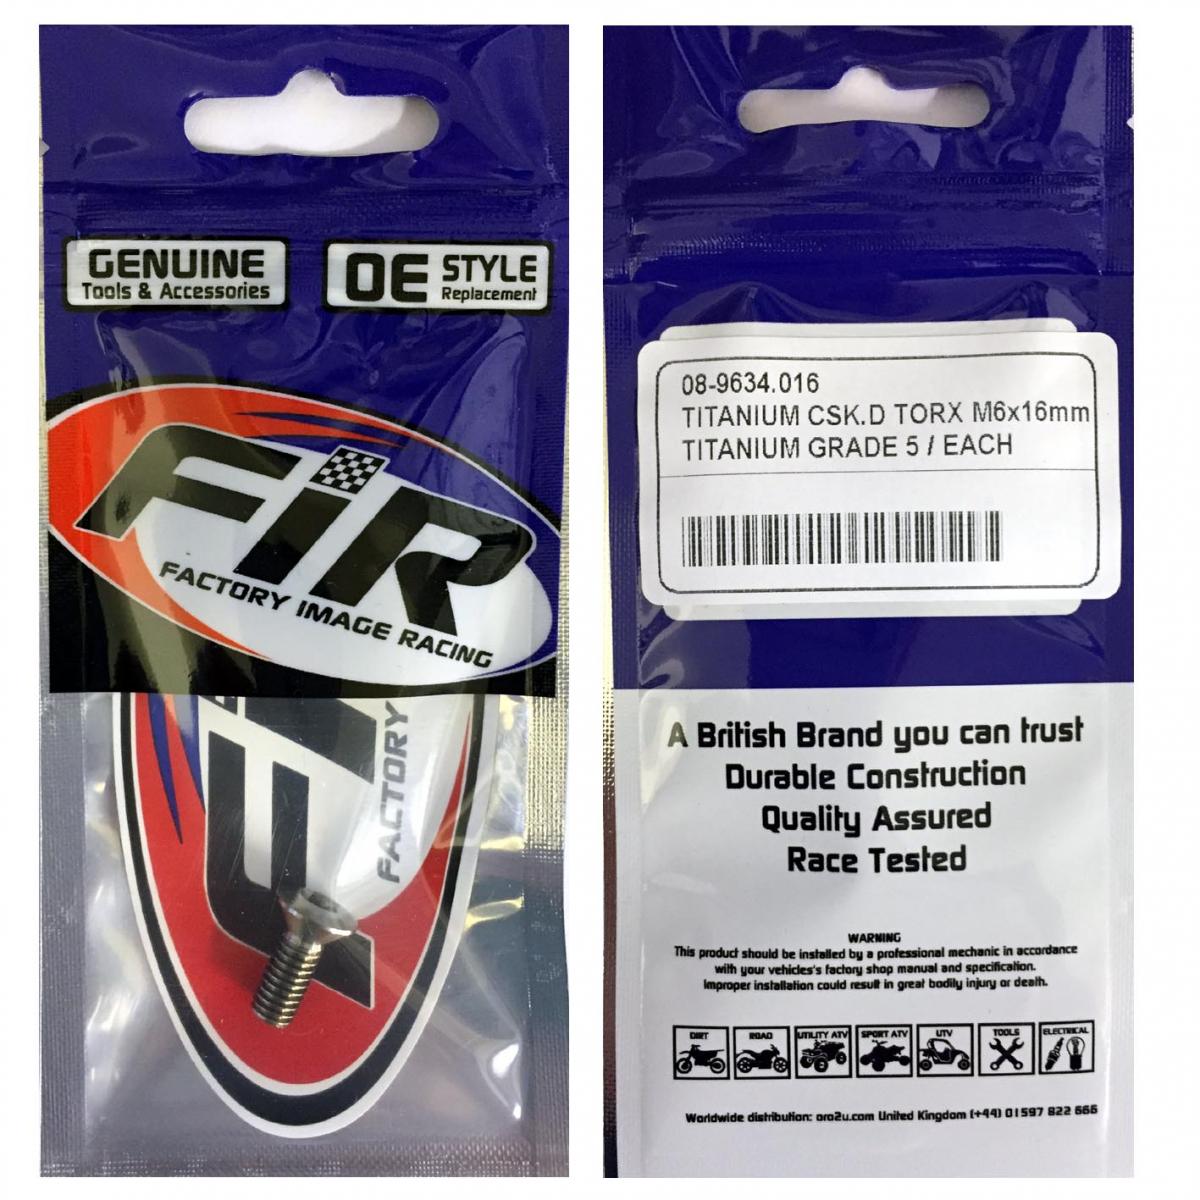 GENUINE
Tools & Accessories
OE STYLE
Replacement
FiR
FACTORY IMAGE RACING
FACTORY
08-9634.016
TITANIUM CSK.D TORX M6x16mm
TITANIUM GRADE 5 / EACH
A British Brand you can trust
Durable Construction
Quality Assured
Race Tested
WARNING
This product should be installed by a professional mechanic in accordance
with your vehicles's factory shop manual and specification.
Improper installation could result in great bodily injury or death.
DIRT ROAD UTILITY ATV SPORT ATV UTV TOOLS ELECTRICAL
Worldwide distribution: oro2u.com United Kingdom (+44) 01597 822 666